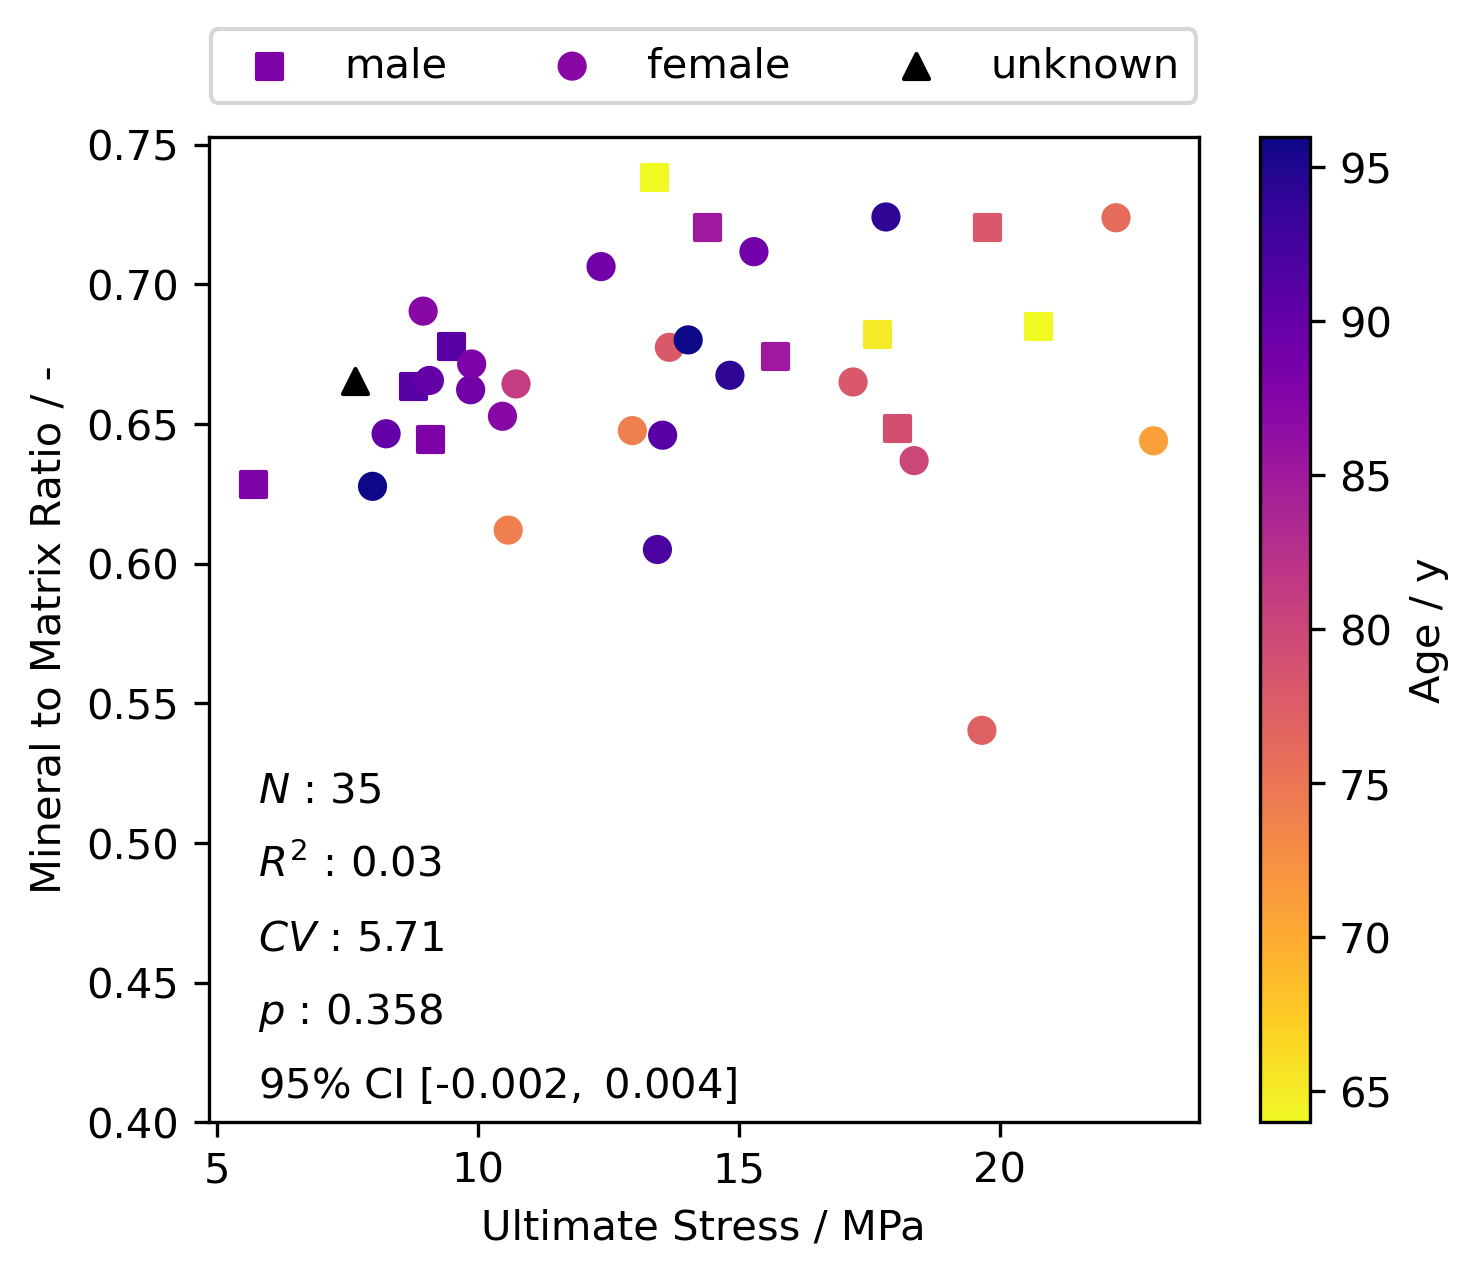 male female unknown
0.75
0.70
0.65
0.60
0.55
0.50
0.45
0.40
Mineral to Matrix Ratio / -
N : 35
R² : 0.03
CV : 5.71
p : 0.358
95% CI [-0.002, 0.004]
5 10 15 20
Ultimate Stress / MPa
95
90
85
80
75
70
65
Age / y